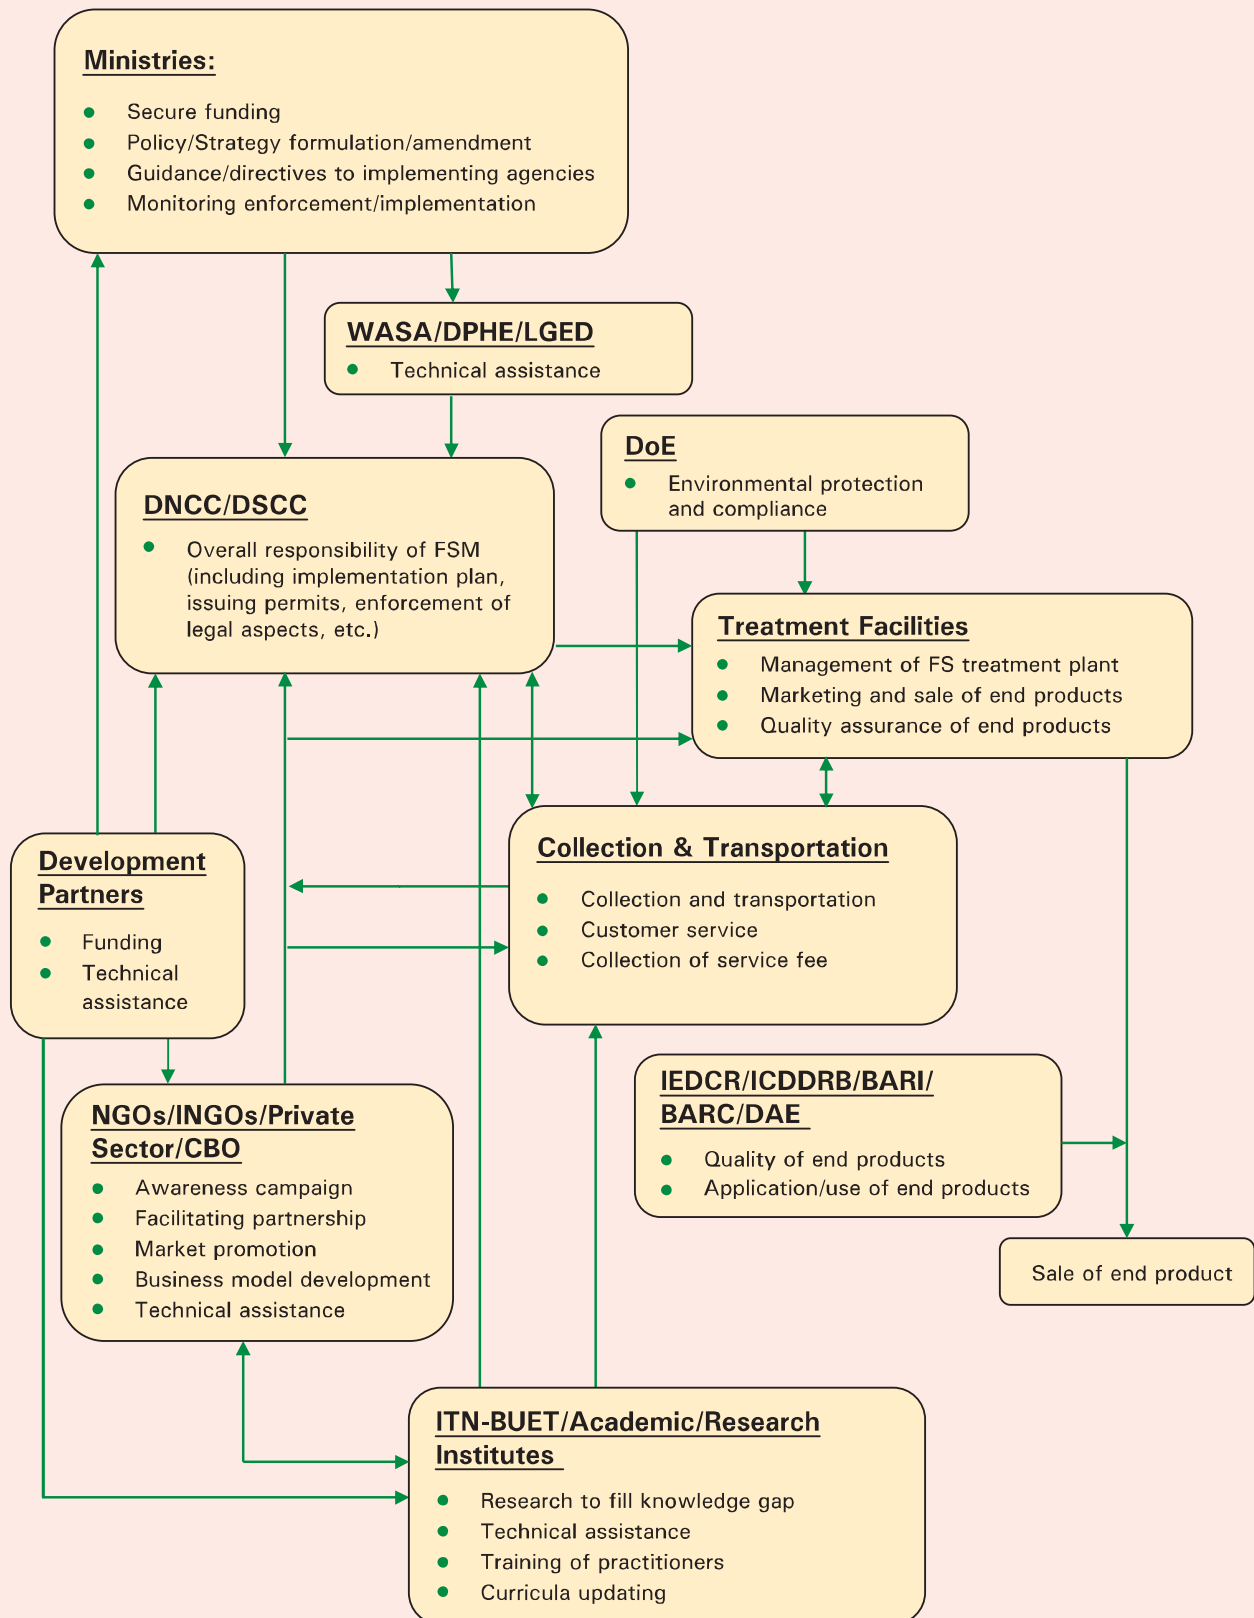 Ministries:
Secure funding
Policy/Strategy formulation/amendment
Guidance/directives to implementing agencies
Monitoring enforcement/implementation
WASA/DPHE/LGED
Technical assistance
DoE
Environmental protection
and compliance
DNCC/DSCC
Overall responsibility of FSM
(including implementation plan,
issuing permits, enforcement of
legal aspects, etc.)
Treatment Facilities
Management of FS treatment plant
Marketing and sale of end products
Quality assurance of end products
Development
Partners
Funding
Technical
assistance
Collection & Transportation
Collection and transportation
Customer service
Collection of service fee
NGOs/INGOs/Private
Sector/CBO
Awareness campaign
Facilitating partnership
Market promotion
Business model development
Technical assistance
IEDCR/ICDDRB/BARI/
BARC/DAE
Quality of end products
Application/use of end products
Sale of end product
ITN-BUET/Academic/Research
Institutes
Research to fill knowledge gap
Technical assistance
Training of practitioners
Curricula updating